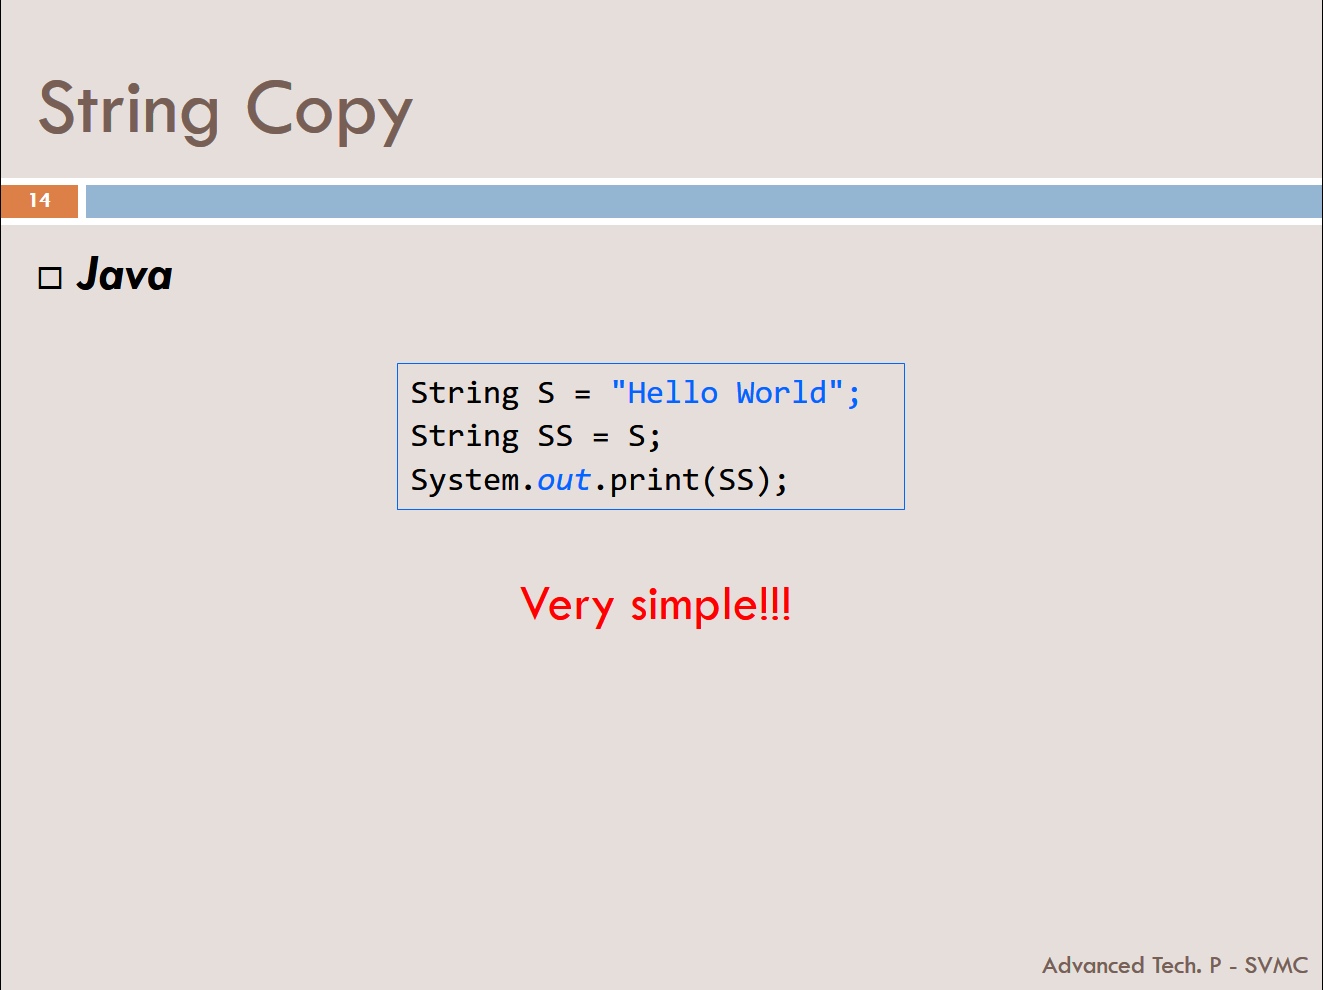 String Copy
14
Java
String S = "Hello World";
String SS = S;
System.out.print(SS);
Very simple!!!
Advanced Tech. P - SVMC